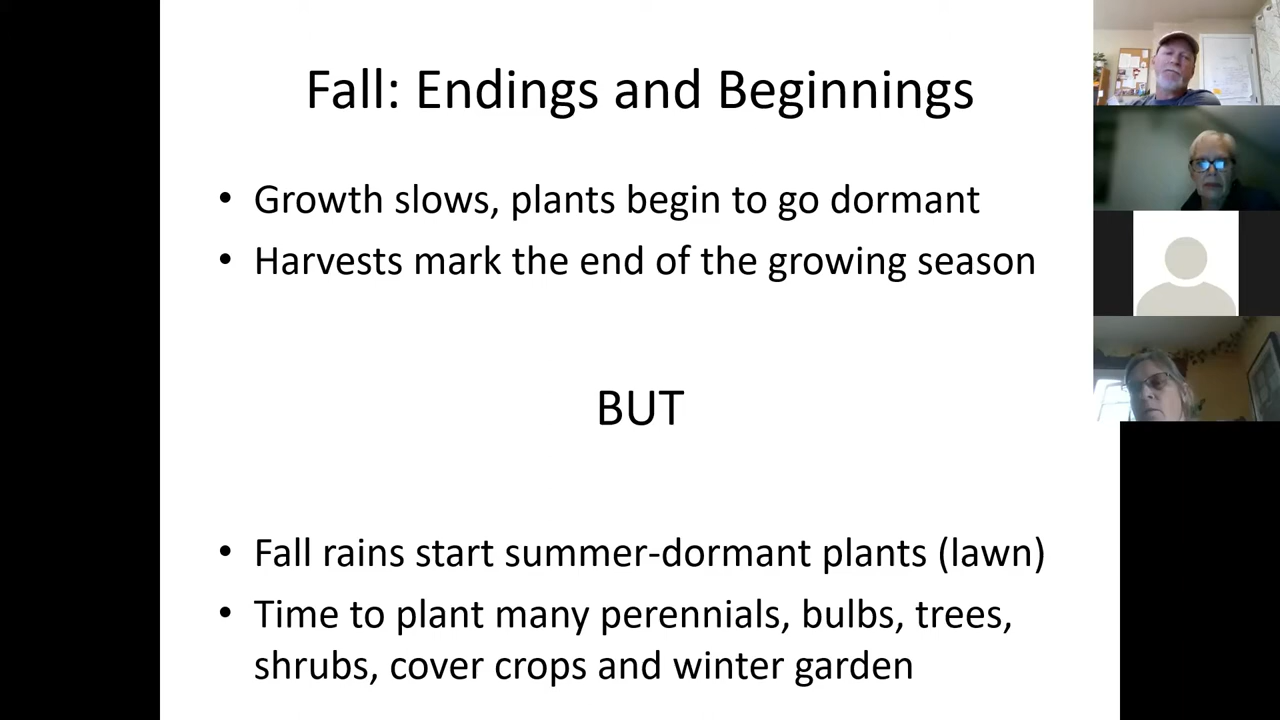 Fall: Endings and Beginnings
• Growth slows, plants begin to go dormant
• Harvests mark the end of the growing season
BUT
• Fall rains start summer-dormant plants (lawn)
• Time to plant many perennials, bulbs, trees,
shrubs, cover crops and winter garden